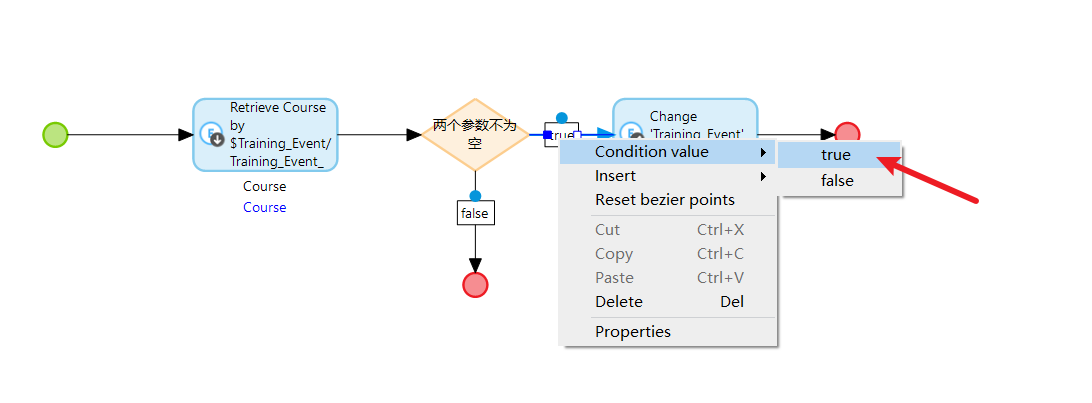 Retrieve Course
by
$Training_Event/
Training_Event_
Course
Course
两个参数不为
空
false
true
Change
'Training_Event'
Condition value
true
false
Insert
Reset bezier points
Cut Ctrl+X
Copy Ctrl+C
Paste Ctrl+V
Delete Del
Properties